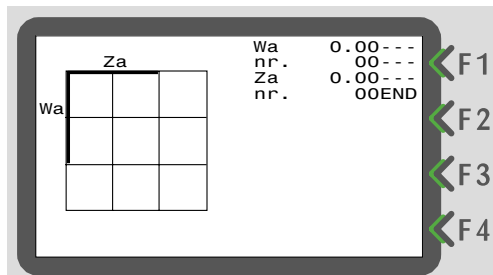 Za
Wa
Wa 0.00---
nr. 00---
Za 0.00---
nr. 00END
F1
F2
F3
F4